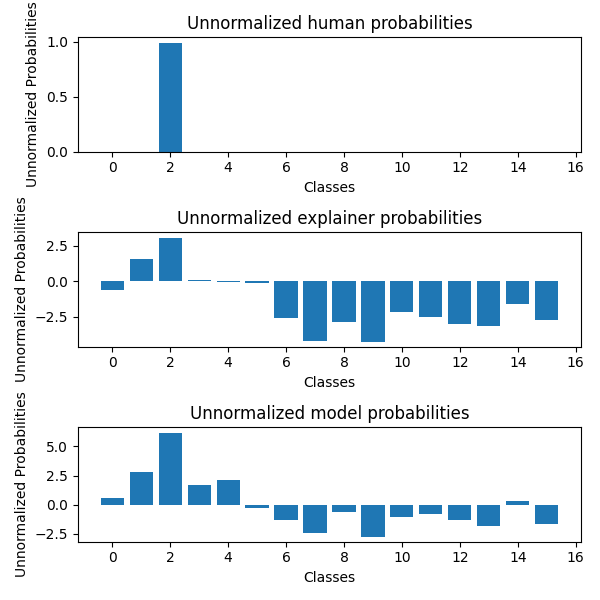 Unnormalized human probabilities
Unnormalized Probabilities
1.0
0.5
0.0
0 2 4 6 8 10 12 14 16
Classes
Unnormalized explainer probabilities
Unnormalized Probabilities
2.5
0.0
−2.5
0 2 4 6 8 10 12 14 16
Classes
Unnormalized model probabilities
Unnormalized Probabilities
5.0
2.5
0.0
−2.5
0 2 4 6 8 10 12 14 16
Classes